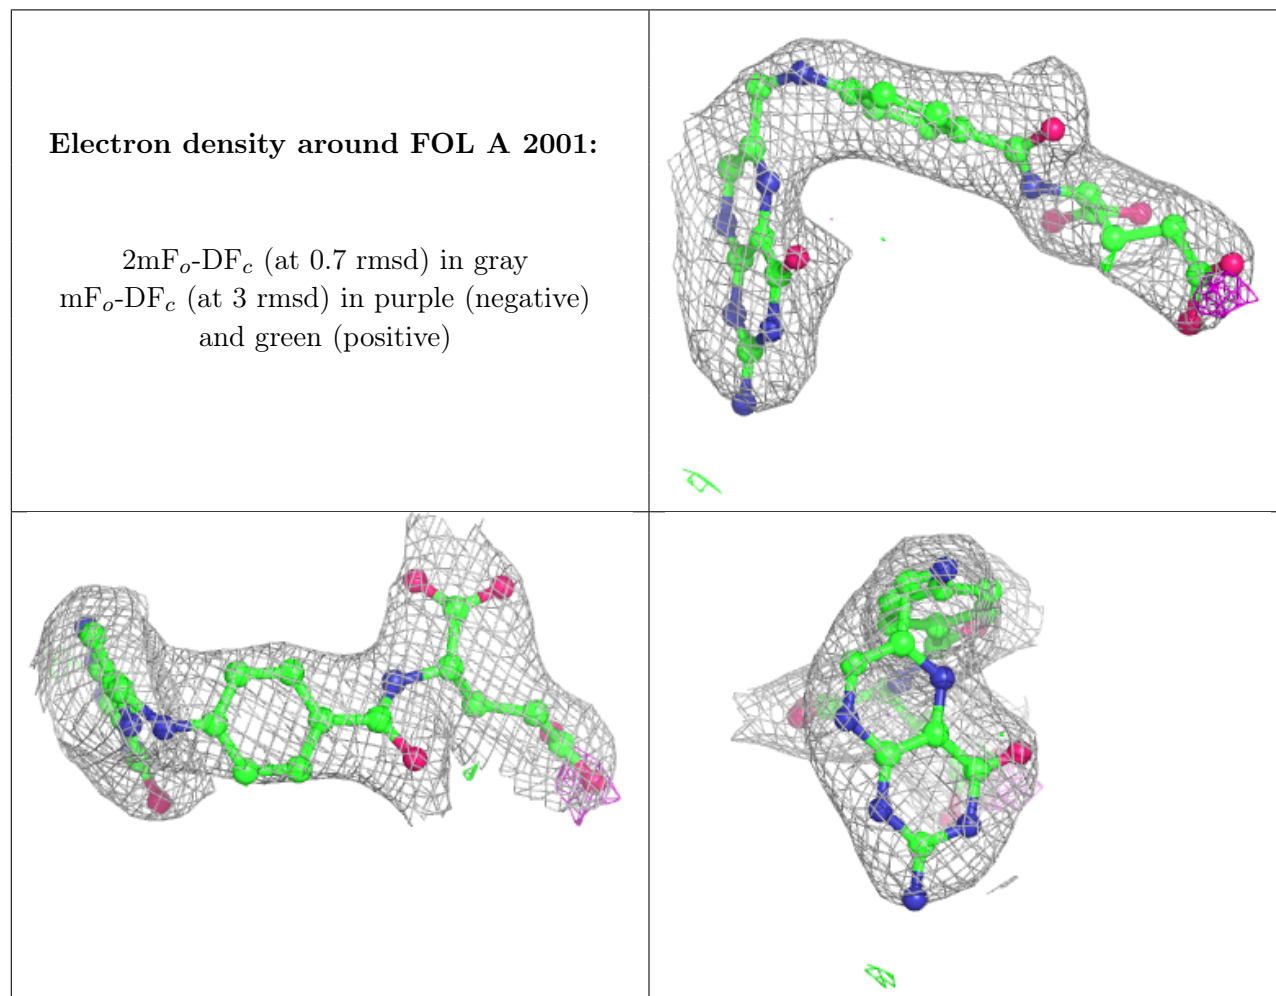 Electron density around FOL A 2001:
2mFo-DFc (at 0.7 rmsd) in gray
mFo-DFc (at 3 rmsd) in purple (negative)
and green (positive)